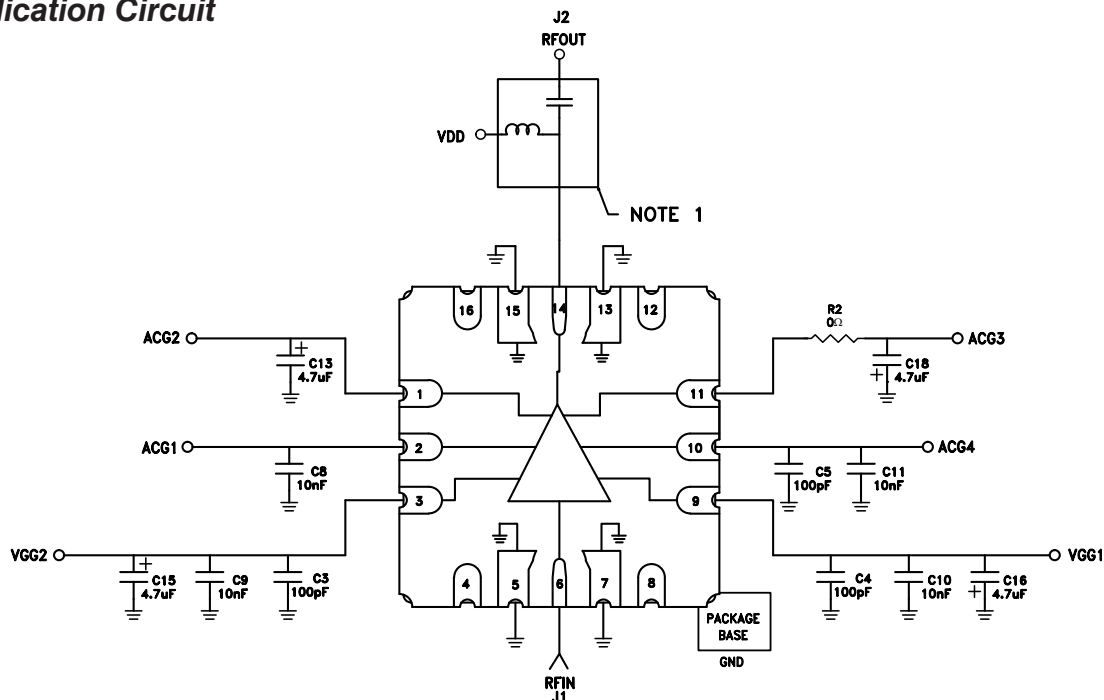 lication Circuit
J2
RFOUT
VDD
NOTE 1
16
15
14
13
12
R2
0Ω
ACG2
+
C13
4.7uF
ACG3
+
C18
4.7uF
1
11
ACG1
C8
10nF
2
10
ACG4
C5
100pF
C11
10nF
3
9
VGG2
+
C15
4.7uF
C9
10nF
C3
100pF
VGG1
C4
100pF
C10
10nF
+
C16
4.7uF
4
5
6
7
8
PACKAGE
BASE
GND
RFIN
J1